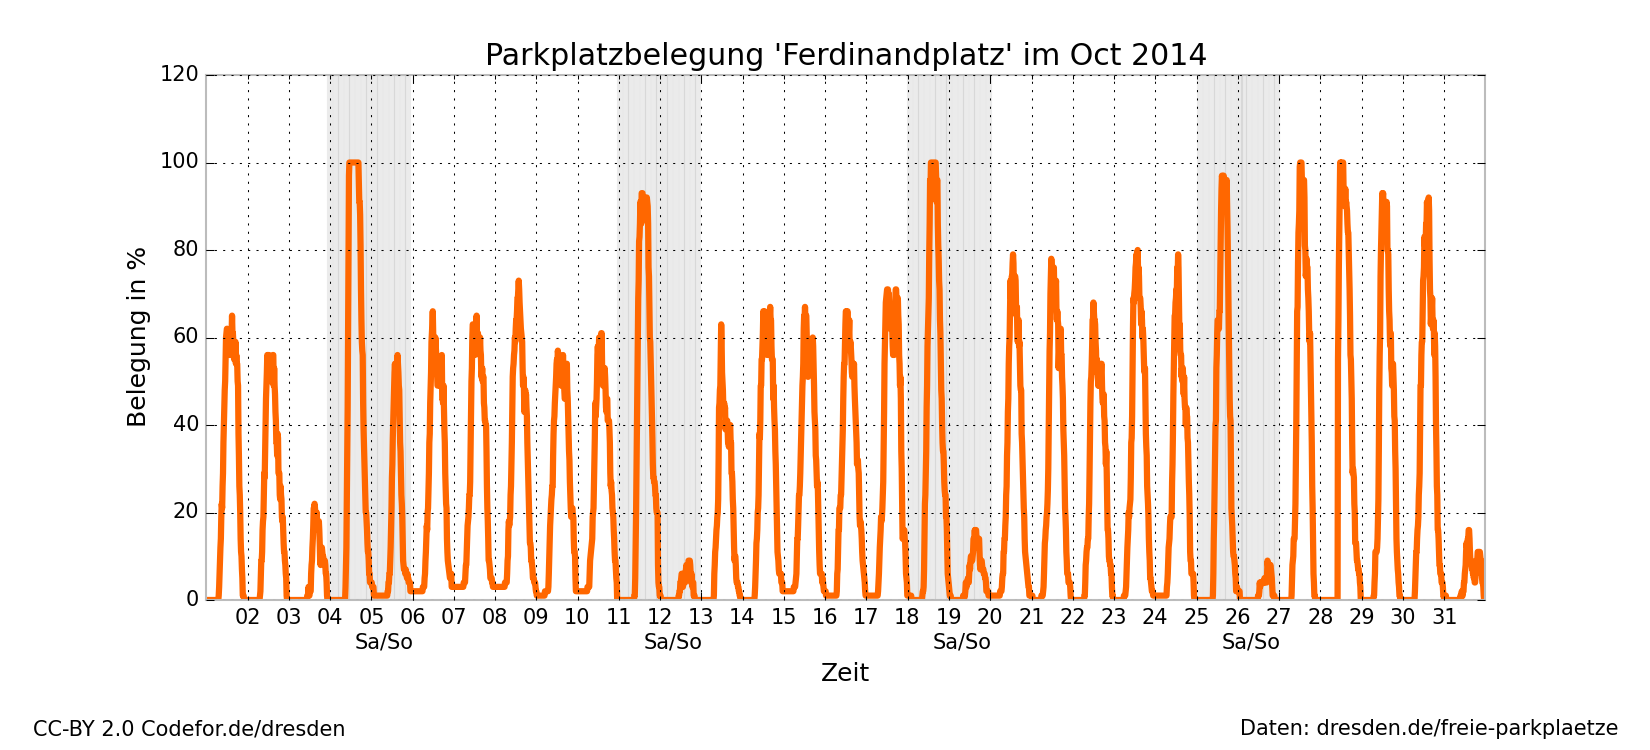 Parkplatzbelegung 'Ferdinandplatz' im Oct 2014
120
100
80
60
40
20
0
Belegung in %
02 03 04 05 06 07 08 09 10 11 12 13 14 15 16 17 18 19 20 21 22 23 24 25 26 27 28 29 30 31
Sa/So Sa/So Sa/So Sa/So
Zeit
CC-BY 2.0 Codefor.de/dresden
Daten: dresden.de/freie-parkplaetze